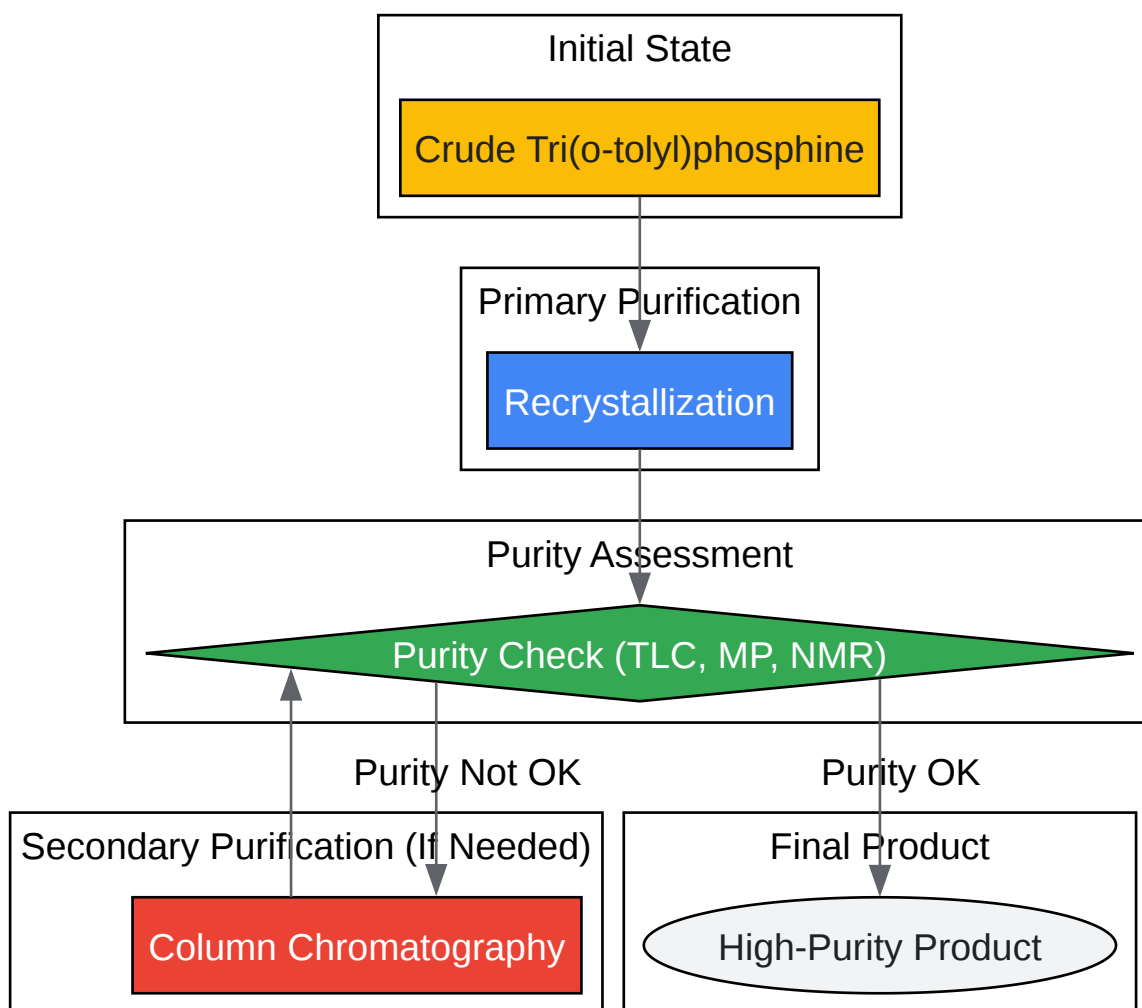 Initial State
Crude Tri(o-tolyl)phosphine
Primary Purification
Recrystallization
Purity Assessment
Purity Check (TLC, MP, NMR)
Purity Not OK
Purity OK
Secondary Purification (If Needed)
Final Product
Column Chromatography
High-Purity Product